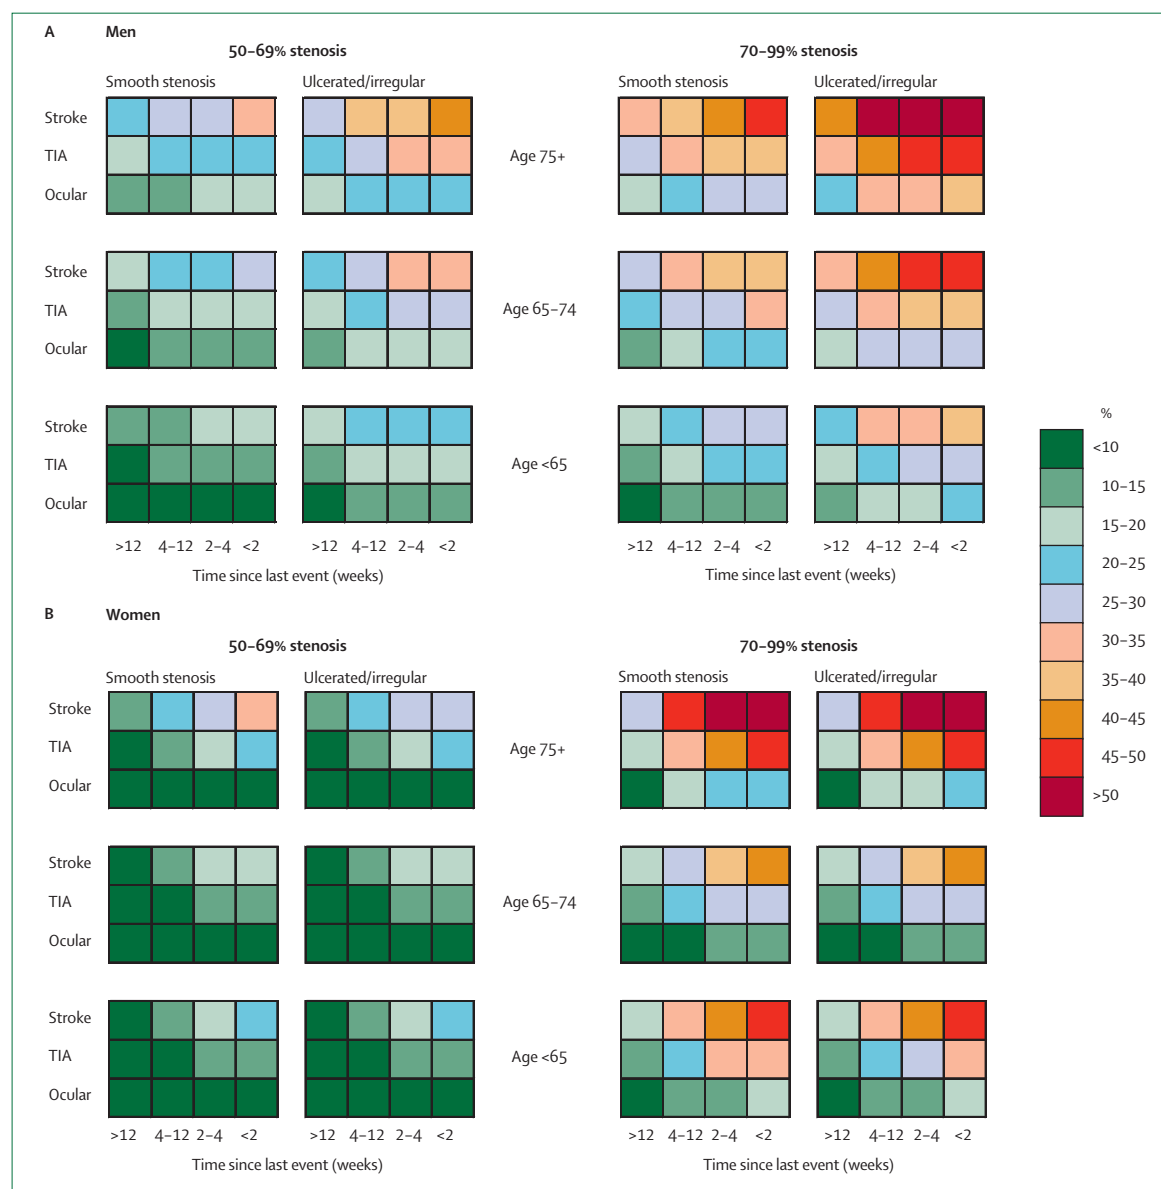 A Men
50–69% stenosis 70–99% stenosis
Smooth stenosis Ulcerated/irregular Smooth stenosis Ulcerated/irregular
Stroke
TIA Age 75+
Ocular
Stroke
TIA Age 65–74
Ocular
Stroke
TIA Age <65
Ocular
>12 4–12 2–4 <2 >12 4–12 2–4 <2 >12 4–12 2–4 <2 >12 4–12 2–4 <2
Time since last event (weeks) Time since last event (weeks)
%
<10
10–15
15–20
20–25
25–30
30–35
35–40
40–45
45–50
>50
B Women
50–69% stenosis 70–99% stenosis
Smooth stenosis Ulcerated/irregular Smooth stenosis Ulcerated/irregular
Stroke
TIA Age 75+
Ocular
Stroke
TIA Age 65–74
Ocular
Stroke
TIA Age <65
Ocular
>12 4–12 2–4 <2 >12 4–12 2–4 <2 >12 4–12 2–4 <2 >12 4–12 2–4 <2
Time since last event (weeks) Time since last event (weeks)